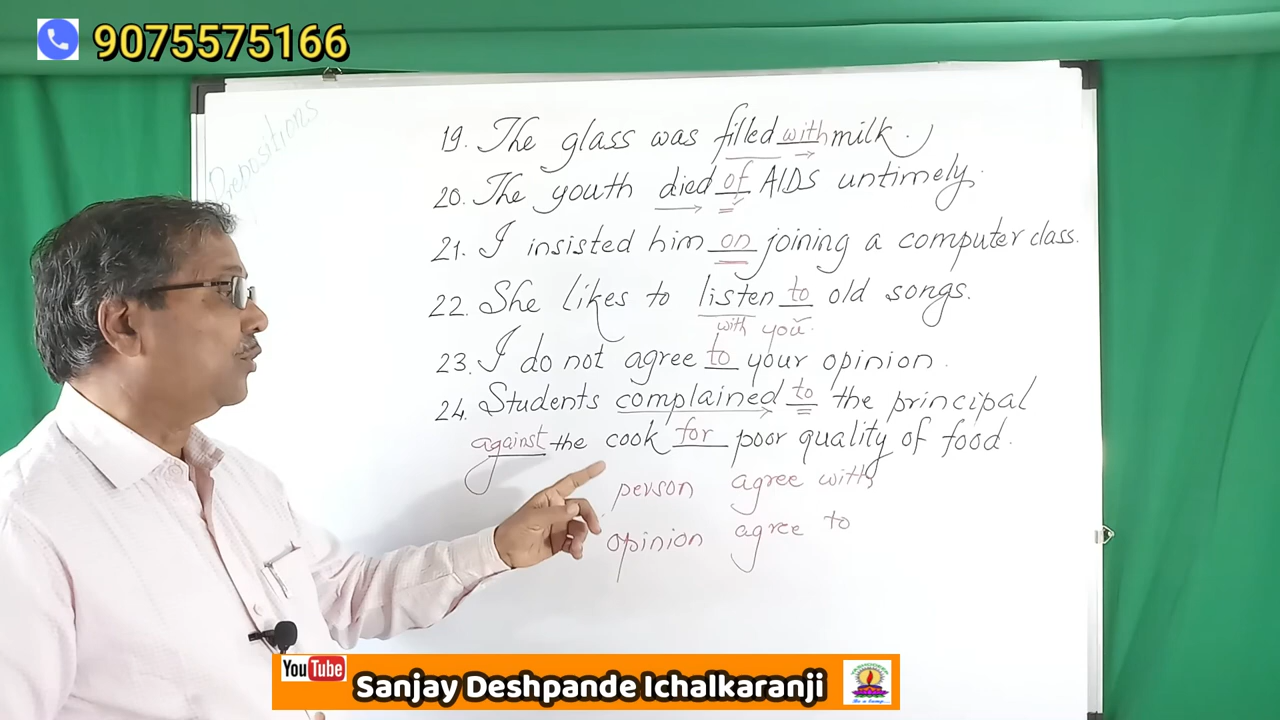 9075575166
Prepositions
19. The glass was filled with milk.
20. The youth died of AIDS untimely.
21. I insisted him on joining a computer class.
22. She likes to listen to old songs.
with you.
23. I do not agree to your opinion.
24. Students complained to the principal
against the cook for poor quality of food.
person agree with
opinion agree to
YouTube
Sanjay Deshpande Ichalkaranji